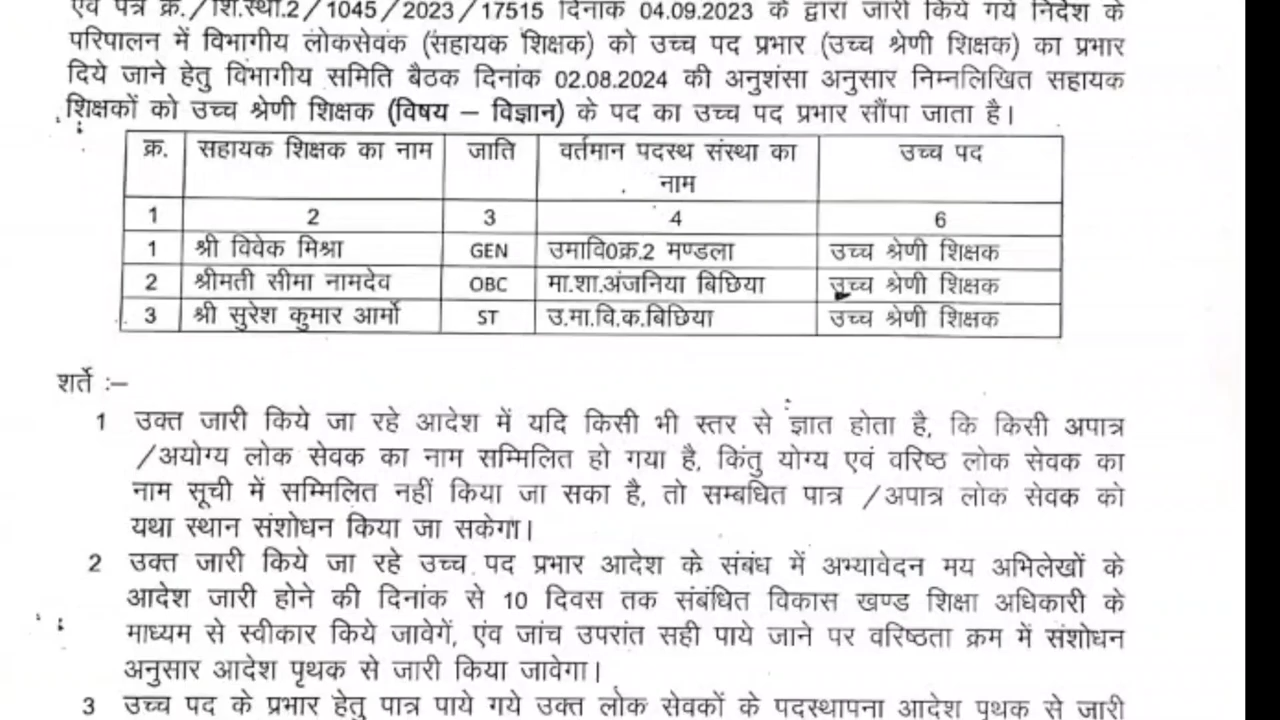 एवं पत्र क्र./शि.स्था.2/1045/2023/17515 दिनांक 04.09.2023 के द्वारा जारी किये गये निर्देश के
परिपालन में विभागीय लोकसेवक (सहायक शिक्षक) को उच्च पद प्रभार (उच्च श्रेणी शिक्षक) का प्रभार
दिये जाने हेतु विभागीय समिति बैठक दिनांक 02.08.2024 की अनुशंसा अनुसार निम्नलिखित सहायक
शिक्षकों को उच्च श्रेणी शिक्षक (विषय – विज्ञान) के पद का उच्च पद प्रभार सौंपा जाता है।
क्र. सहायक शिक्षक का नाम जाति वर्तमान पदस्थ संस्था का उच्च पद
नाम
1 2 3 4 6
1 श्री विवेक मिश्रा GEN उमावि0क्र.2 मण्डला उच्च श्रेणी शिक्षक
2 श्रीमती सीमा नामदेव OBC मा.शा.अंजनिया बिछिया उच्च श्रेणी शिक्षक
3 श्री सुरेश कुमार आर्मो ST उ.मा.वि.क.बिछिया उच्च श्रेणी शिक्षक
शर्ते :–
1 उक्त जारी किये जा रहे आदेश में यदि किसी भी स्तर से ज्ञात होता है, कि किसी अपात्र
/अयोग्य लोक सेवक का नाम सम्मिलित हो गया है, किंतु योग्य एवं वरिष्ठ लोक सेवक का
नाम सूची में सम्मिलित नहीं किया जा सका है, तो सम्बधित पात्र /अपात्र लोक सेवक को
यथा स्थान संशोधन किया जा सकेगा।
2 उक्त जारी किये जा रहे उच्च पद प्रभार आदेश के संबंध में अभ्यावेदन मय अभिलेखों के
आदेश जारी होने की दिनांक से 10 दिवस तक संबंधित विकास खण्ड शिक्षा अधिकारी के
माध्यम से स्वीकार किये जावेगें, एंव जांच उपरांत सही पाये जाने पर वरिष्ठता क्रम में संशोधन
अनुसार आदेश पृथक से जारी किया जावेगा।
3 उच्च पद के प्रभार हेतु पात्र पाये गये उक्त लोक सेवकों के पदस्थापना आदेश पृथक से जारी